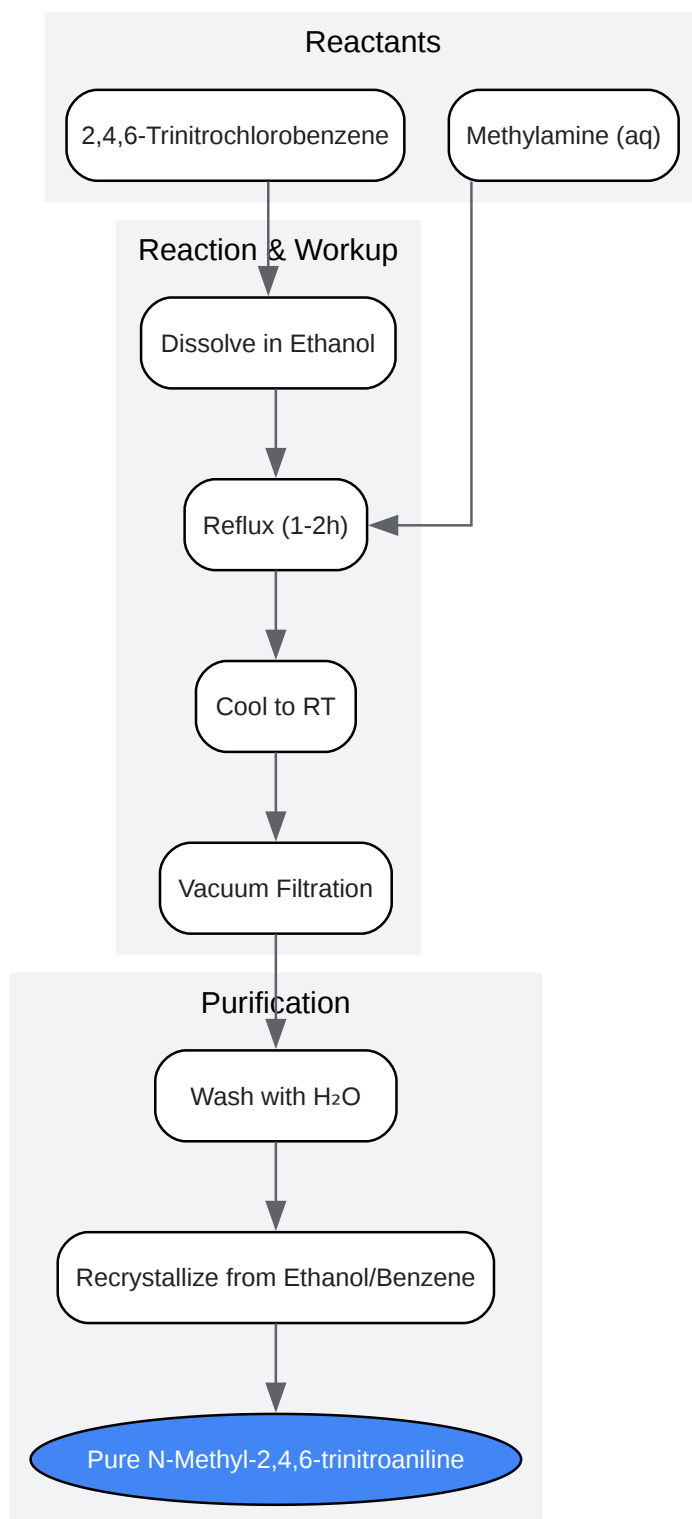 Reactants
2,4,6-Trinitrochlorobenzene
Methylamine (aq)
Reaction & Workup
Dissolve in Ethanol
Reflux (1-2h)
Cool to RT
Vacuum Filtration
Purification
Wash with H₂O
Recrystallize from Ethanol/Benzene
Pure N-Methyl-2,4,6-trinitroaniline